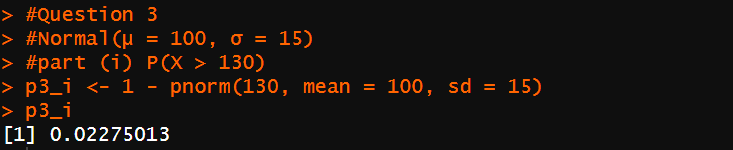 > #Question 3
> #Normal(μ = 100, σ = 15)
> #part (i) P(X > 130)
> p3_i <- 1 - pnorm(130, mean = 100, sd = 15)
> p3_i
[1] 0.02275013